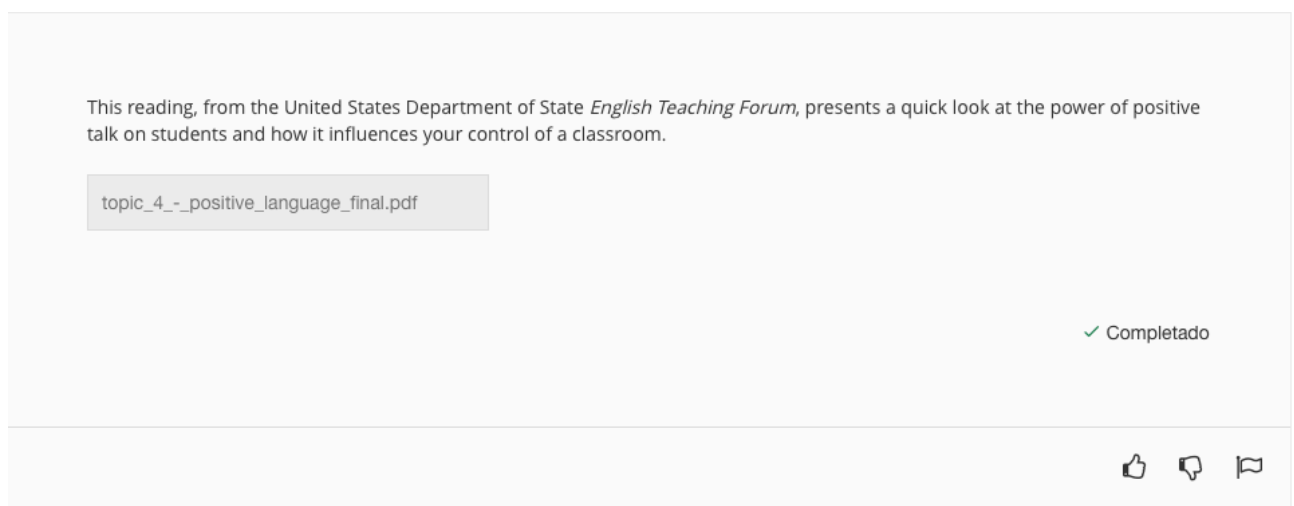 This reading, from the United States Department of State English Teaching Forum, presents a quick look at the power of positive
talk on students and how it influences your control of a classroom.
topic_4_-_positive_language_final.pdf
Completado